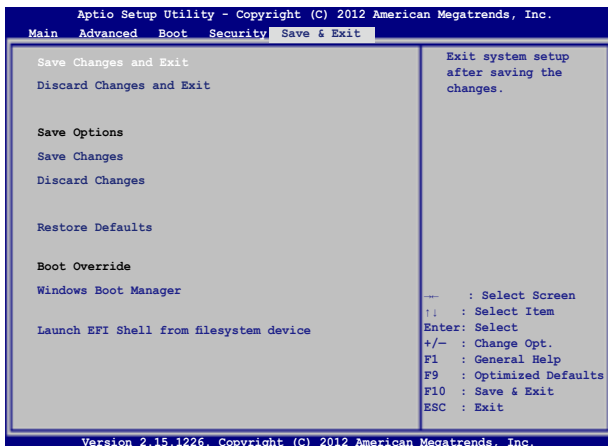 Aptio Setup Utility - Copyright (C) 2012 American Megatrends, Inc.
Main Advanced Boot Security Save & Exit
Save Changes and Exit
Discard Changes and Exit
Save Options
Save Changes
Discard Changes
Restore Defaults
Boot Override
Windows Boot Manager
Launch EFI Shell from filesystem device
Exit system setup
after saving the
changes.
→← : Select Screen
↑↓ : Select Item
Enter: Select
+/— : Change Opt.
F1 : General Help
F9 : Optimized Defaults
F10 : Save & Exit
ESC : Exit
Version 2.15.1226. Copyright (C) 2012 American Megatrends, Inc.